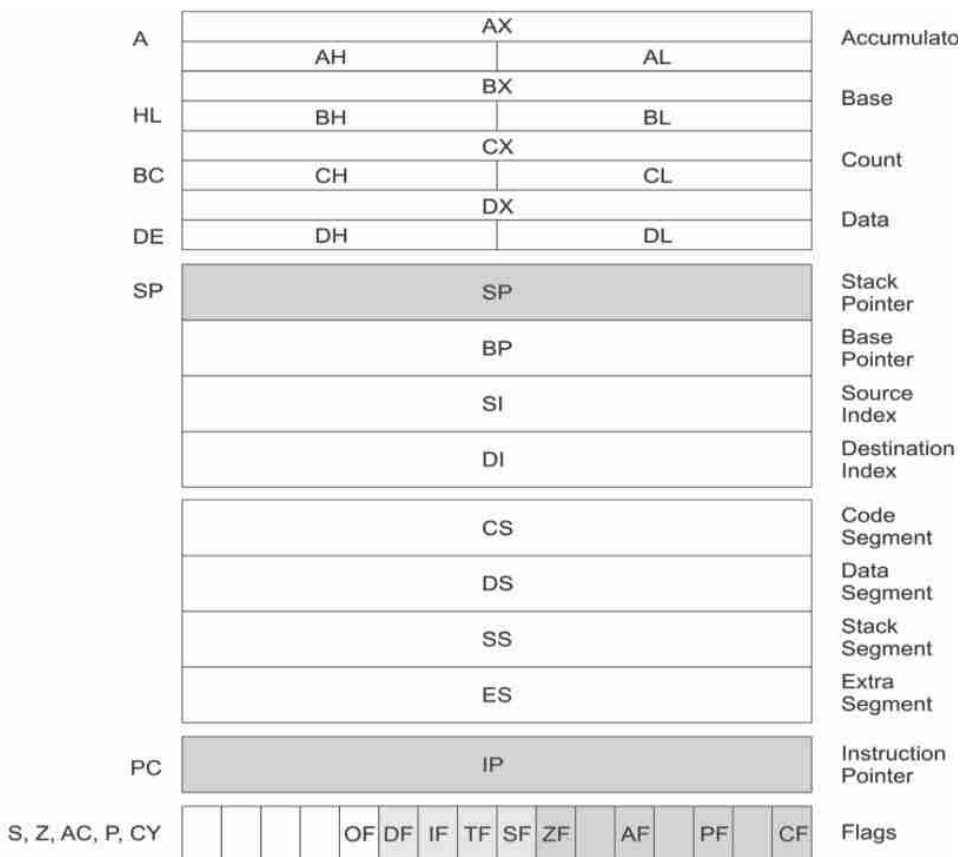 AX
A Accumulato
AH AL
BX
Base
HL BH BL
CX
Count
BC CH CL
DX
Data
DE DH DL
SP SP Stack
Pointer
BP Base
Pointer
SI Source
Index
DI Destination
Index
CS Code
Segment
DS Data
Segment
SS Stack
Segment
ES Extra
Segment
PC IP Instruction
Pointer
S, Z, AC, P, CY OF DF IF TF SF ZF AF PF CF Flags